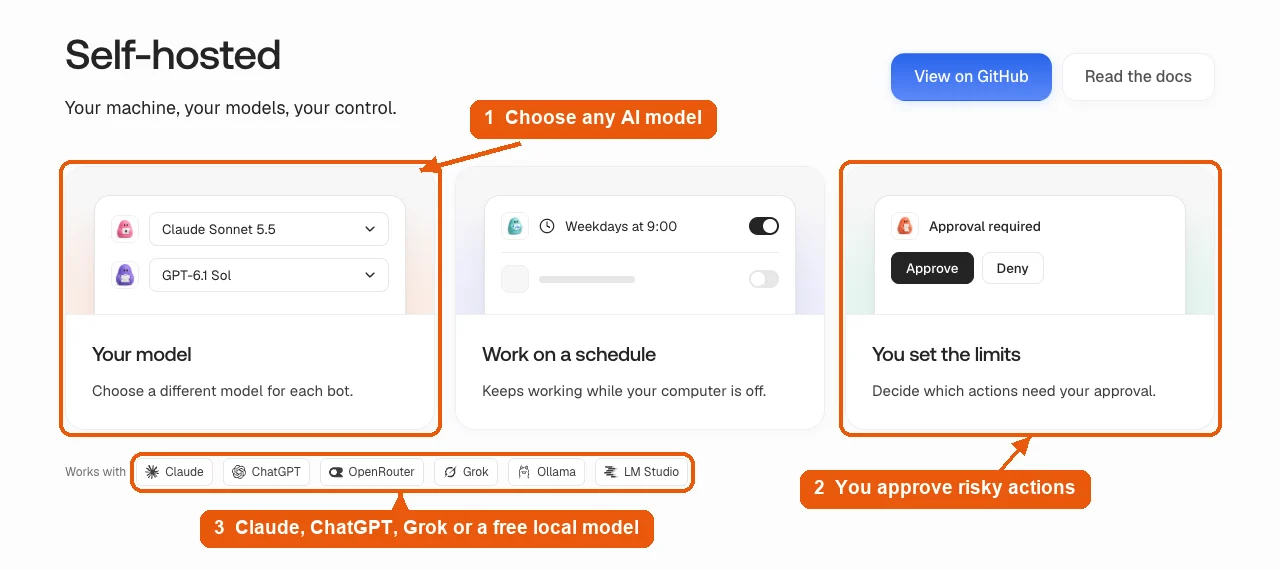 Self-hosted
View on GitHub
Read the docs
Your machine, your models, your control.
1 Choose any AI model
Claude Sonnet 5.5
GPT-6.1 Sol
Your model
Choose a different model for each bot.
Weekdays at 9:00
Work on a schedule
Keeps working while your computer is off.
Approval required
Approve
Deny
You set the limits
Decide which actions need your approval.
Works with
Claude
ChatGPT
OpenRouter
Grok
Ollama
LM Studio
2 You approve risky actions
3 Claude, ChatGPT, Grok or a free local model